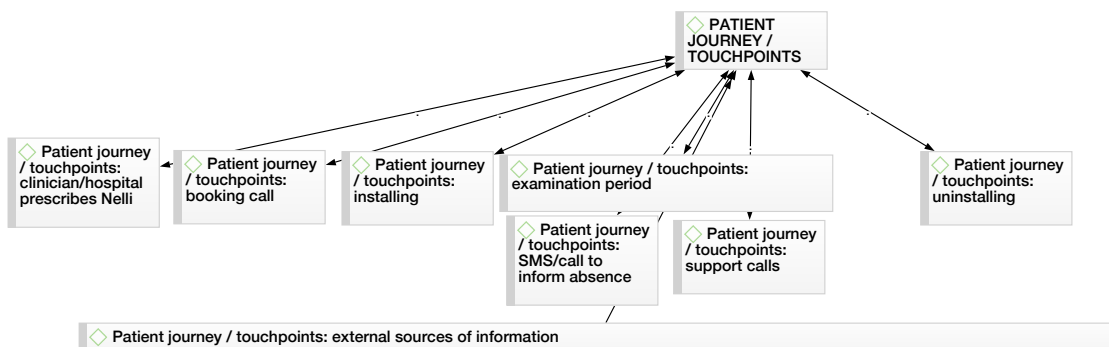 PATIENT
JOURNEY /
TOUCHPOINTS
Patient journey
/ touchpoints:
clinician/hospital
prescribes Nelli
Patient journey
/ touchpoints:
booking call
Patient journey
/ touchpoints:
installing
Patient journey / touchpoints:
examination period
Patient journey
/ touchpoints:
uninstalling
Patient journey
/ touchpoints:
SMS/call to
inform absence
Patient journey
/ touchpoints:
support calls
Patient journey / touchpoints: external sources of information